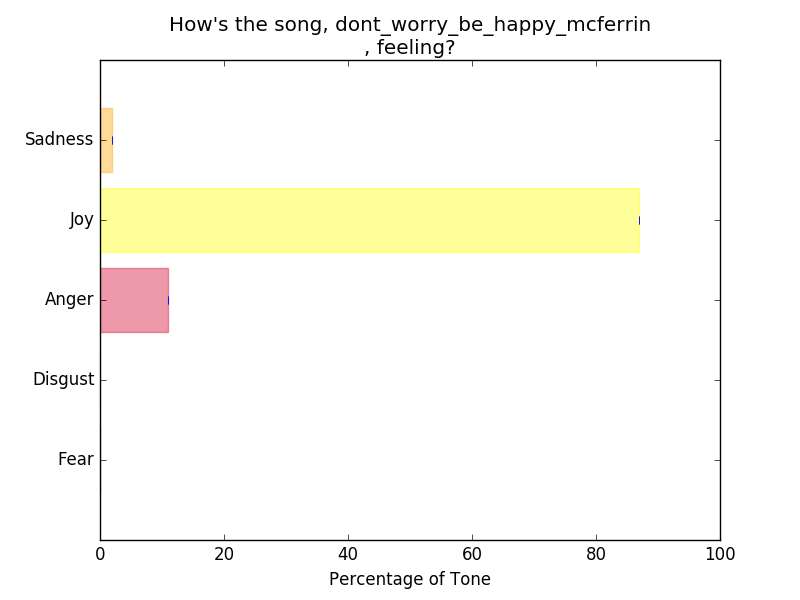 How's the song, dont_worry_be_happy_mcferrin
, feeling?
Sadness
Joy
Anger
Disgust
Fear
0 20 40 60 80 100
Percentage of Tone